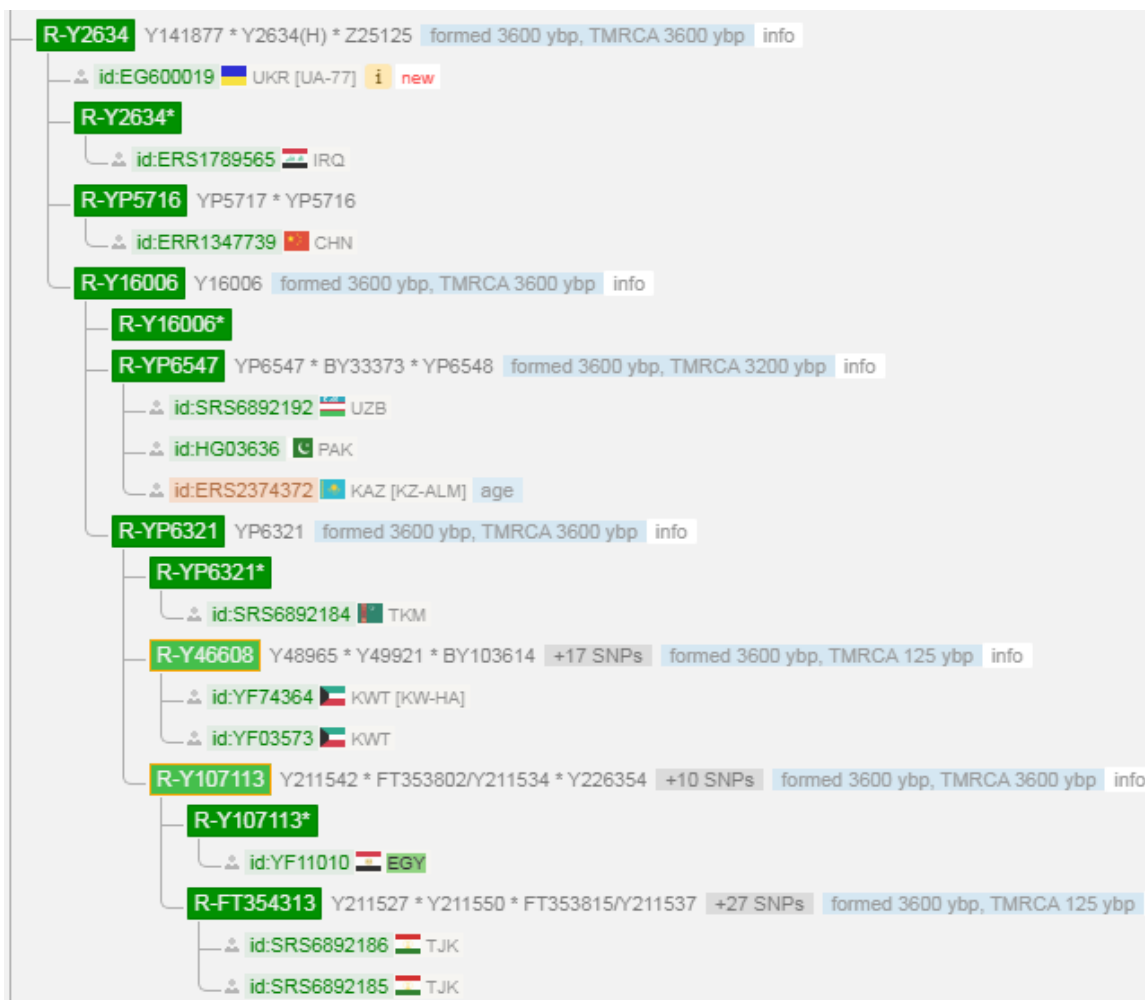 R-Y2634 Y141877 * Y2634(H) * Z25125 formed 3600 ybp, TMRCA 3600 ybp info
id:EG600019 UKR [UA-77] i new
R-Y2634*
id:ERS1789565 IRQ
R-YP5716 YP5717 * YP5716
id:ERR1347739 CHN
R-Y16006 Y16006 formed 3600 ybp, TMRCA 3600 ybp info
R-Y16006*
R-YP6547 YP6547 * BY33373 * YP6548 formed 3600 ybp, TMRCA 3200 ybp info
id:SRS6892192 UZB
id:HG03636 PAK
id:ERS2374372 KAZ [KZ-ALM] age
R-YP6321 YP6321 formed 3600 ybp, TMRCA 3600 ybp info
R-YP6321*
id:SRS6892184 TKM
R-Y46608 Y48965 * Y49921 * BY103614 +17 SNPs formed 3600 ybp, TMRCA 125 ybp info
id:YF74364 KWT [KW-HA]
id:YF03573 KWT
R-Y107113 Y211542 * FT353802/Y211534 * Y226354 +10 SNPs formed 3600 ybp, TMRCA 3600 ybp info
R-Y107113*
id:YF11010 EGY
R-FT354313 Y211527 * Y211550 * FT353815/Y211537 +27 SNPs formed 3600 ybp, TMRCA 125 ybp
id:SRS6892186 TJK
id:SRS6892185 TJK